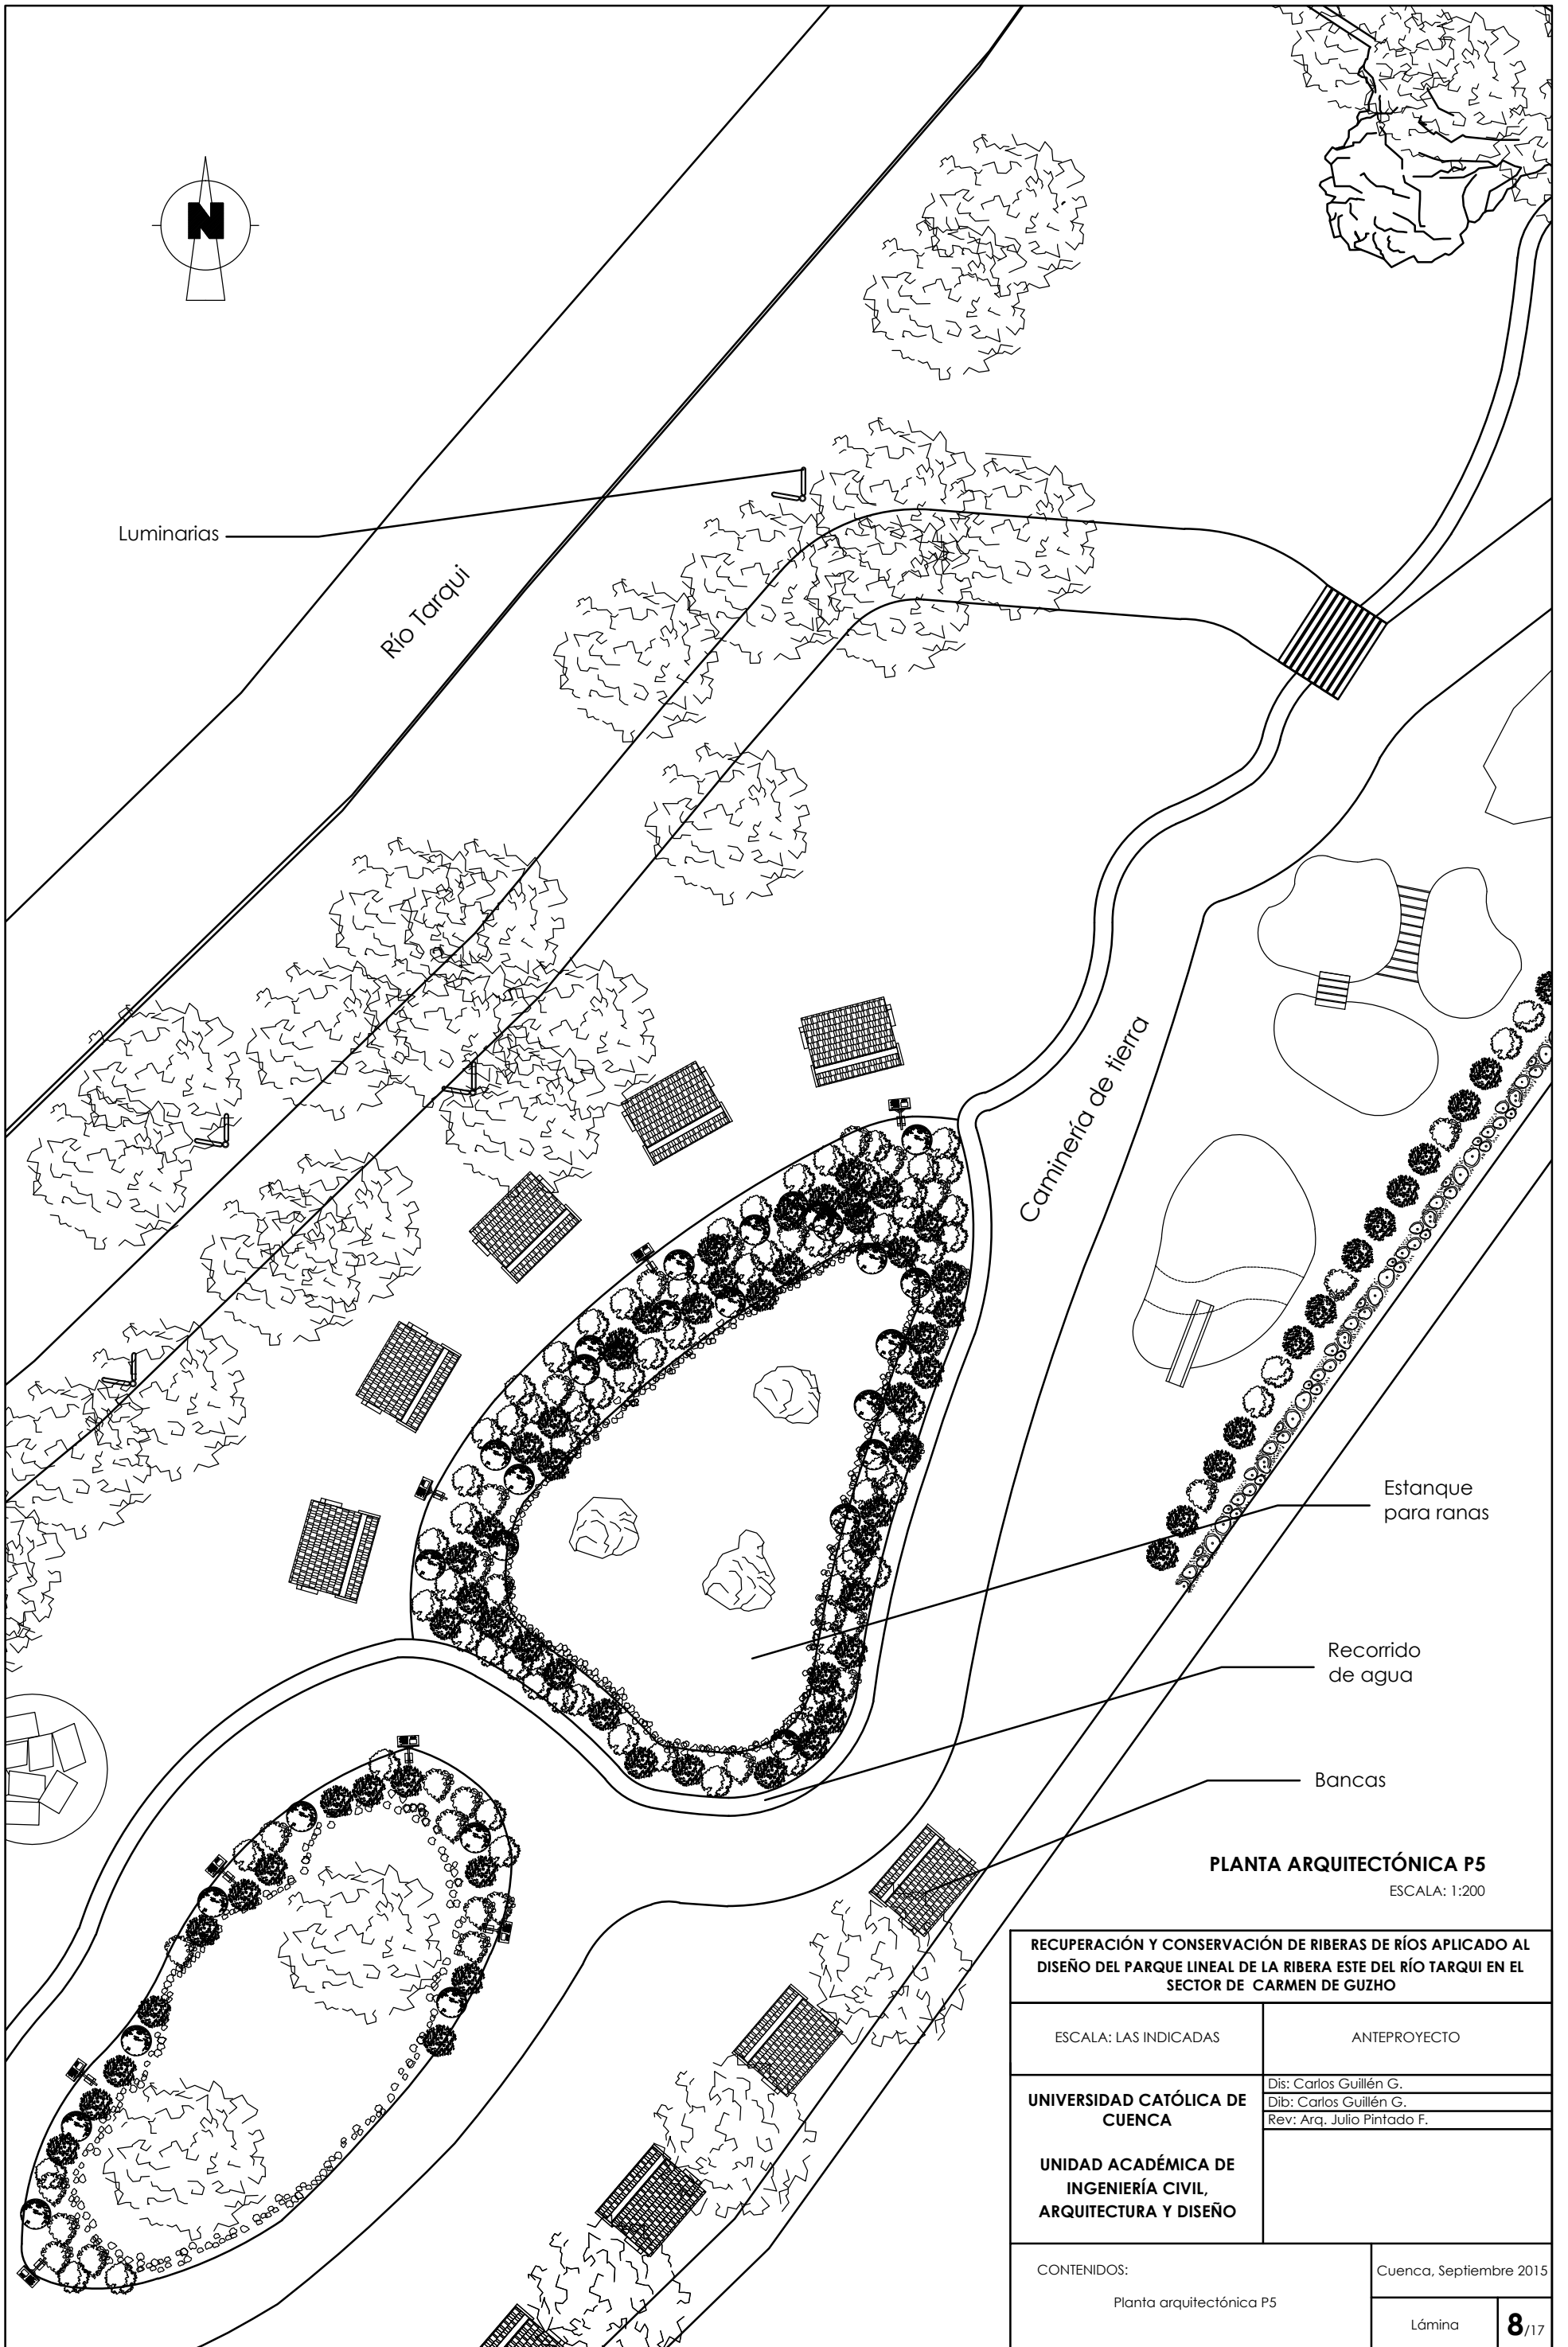 N
Luminarias
Río Tarqui
Caminería de tierra
Estanque
para ranas
Recorrido
de agua
Bancas
PLANTA ARQUITECTÓNICA P5
ESCALA: 1:200
RECUPERACIÓN Y CONSERVACIÓN DE RIBERAS DE RÍOS APLICADO AL
DISEÑO DEL PARQUE LINEAL DE LA RIBERA ESTE DEL RÍO TARQUI EN EL
SECTOR DE CARMEN DE GUZHO
ESCALA: LAS INDICADAS
ANTEPROYECTO
UNIVERSIDAD CATÓLICA DE
CUENCA
UNIDAD ACADÉMICA DE
INGENIERÍA CIVIL,
ARQUITECTURA Y DISEÑO
Dis: Carlos Guillén G.
Dib: Carlos Guillén G.
Rev: Arq. Julio Pintado F.
CONTENIDOS:
Planta arquitectónica P5
Cuenca, Septiembre 2015
Lámina
8/17